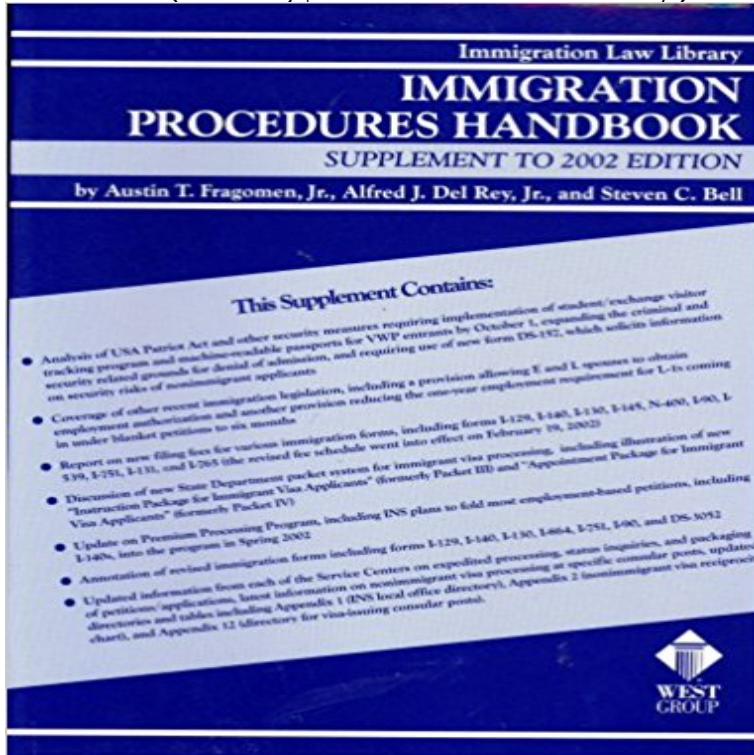 Immigration Law Library
IMMIGRATION
PROCEDURES HANDBOOK
SUPPLEMENT TO 2002 EDITION
by Austin T. Fragomen, Jr., Alfred J. Del Rey, Jr., and Steven C. Bell
This Supplement Contains:
● Analysis of USA Patriot Act and other security measures requiring implementation of student/exchange visitor
tracking program and machine-readable passports for VWP entrants by October 1, expanding the criminal and
security related grounds for denial of admission, and requiring use of new form DS-157, which solicits information
on security risks of nonimmigrant applicants
● Coverage of other recent immigration legislation, including a provision allowing E and L spouses to obtain
employment authorization and another provision reducing the one-year employment requirement for L-1s coming
in under blanket petitions to six months
● Report on new filing fees for various immigration forms, including forms I-129, I-140, I-130, I-145, N-400, I-90, I-
539, I-751, I-131, and I-765 (the revised fee schedule went into effect on February 19, 2002)
● Discussion of new State Department packet system for immigrant visa processing, including illustration of new
"Instruction Package for Immigrant Visa Applicants" (formerly Packet III) and "Appointment Package for Immigrant
Visa Applicants" (formerly Packet IV)
● Update on Premium Processing Program, including INS plans to fold most employment-based petitions, including
I-140s, into the program in Spring 2002
● Annotation of revised immigration forms including forms I-129, I-140, I-130, I-864, I-751, I-90, and DS-3052
● Updated information from each of the Service Centers on expedited processing, status inquiries, and packaging
of petitions/applications, latest information on nonimmigrant visa processing at specific consular posts, updated
directories and tables including Appendix 1 (INS local office directory), Appendix 2 (nonimmigrant visa reciprocity
chart), and Appendix 12 (directory for visa-issuing consular posts).
WEST
GROUP